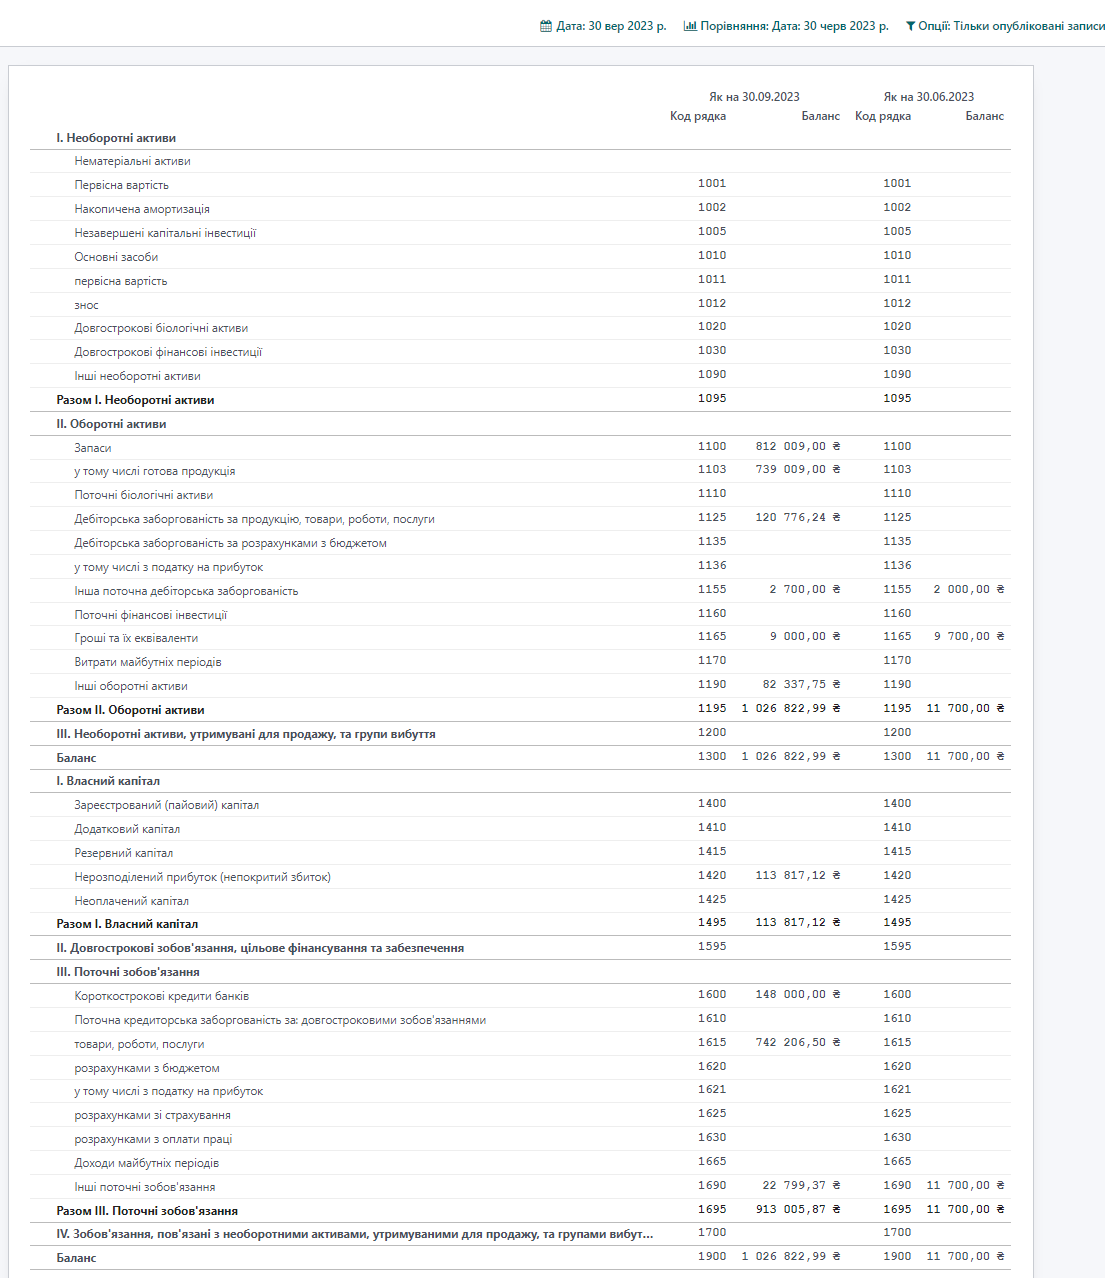 Дата: 30 вер 2023 р. Порівняння: Дата: 30 черв 2023 р. Опції: Тільки опубліковані записи
Як на 30.09.2023 Як на 30.06.2023
Код рядка Баланс Код рядка Баланс
I. Необоротні активи
Нематеріальні активи
Первісна вартість 1001 1001
Накопичена амортизація 1002 1002
Незавершені капітальні інвестиції 1005 1005
Основні засоби 1010 1010
первісна вартість 1011 1011
знос 1012 1012
Довгострокові біологічні активи 1020 1020
Довгострокові фінансові інвестиції 1030 1030
Інші необоротні активи 1090 1090
Разом I. Необоротні активи 1095 1095
II. Оборотні активи
Запаси 1100 812 009,00 ₴ 1100
у тому числі готова продукція 1103 739 009,00 ₴ 1103
Поточні біологічні активи 1110 1110
Дебіторська заборгованість за продукцію, товари, роботи, послуги 1125 120 776,24 ₴ 1125
Дебіторська заборгованість за розрахунками з бюджетом 1135 1135
у тому числі з податку на прибуток 1136 1136
Інша поточна дебіторська заборгованість 1155 2 700,00 ₴ 1155 2 000,00 ₴
Поточні фінансові інвестиції 1160 1160
Гроші та їх еквіваленти 1165 9 000,00 ₴ 1165 9 700,00 ₴
Витрати майбутніх періодів 1170 1170
Інші оборотні активи 1190 82 337,75 ₴ 1190
Разом II. Оборотні активи 1195 1 026 822,99 ₴ 1195 11 700,00 ₴
III. Необоротні активи, утримувані для продажу, та групи вибуття 1200 1200
Баланс 1300 1 026 822,99 ₴ 1300 11 700,00 ₴
I. Власний капітал
Зареєстрований (пайовий) капітал 1400 1400
Додатковий капітал 1410 1410
Резервний капітал 1415 1415
Нерозподілений прибуток (непокритий збиток) 1420 113 817,12 ₴ 1420
Неоплачений капітал 1425 1425
Разом I. Власний капітал 1495 113 817,12 ₴ 1495
II. Довгострокові зобов'язання, цільове фінансування та забезпечення 1595 1595
III. Поточні зобов'язання
Короткострокові кредити банків 1600 148 000,00 ₴ 1600
Поточна кредиторська заборгованість за: довгостроковими зобов'язаннями 1610 1610
товари, роботи, послуги 1615 742 206,50 ₴ 1615
розрахунками з бюджетом 1620 1620
у тому числі з податку на прибуток 1621 1621
розрахунками зі страхування 1625 1625
розрахунками з оплати праці 1630 1630
Доходи майбутніх періодів 1665 1665
Інші поточні зобов'язання 1690 22 799,37 ₴ 1690 11 700,00 ₴
Разом III. Поточні зобов'язання 1695 913 005,87 ₴ 1695 11 700,00 ₴
IV. Зобов'язання, пов'язані з необоротними активами, утримуваними для продажу, та групами вибут... 1700 1700
Баланс 1900 1 026 822,99 ₴ 1900 11 700,00 ₴